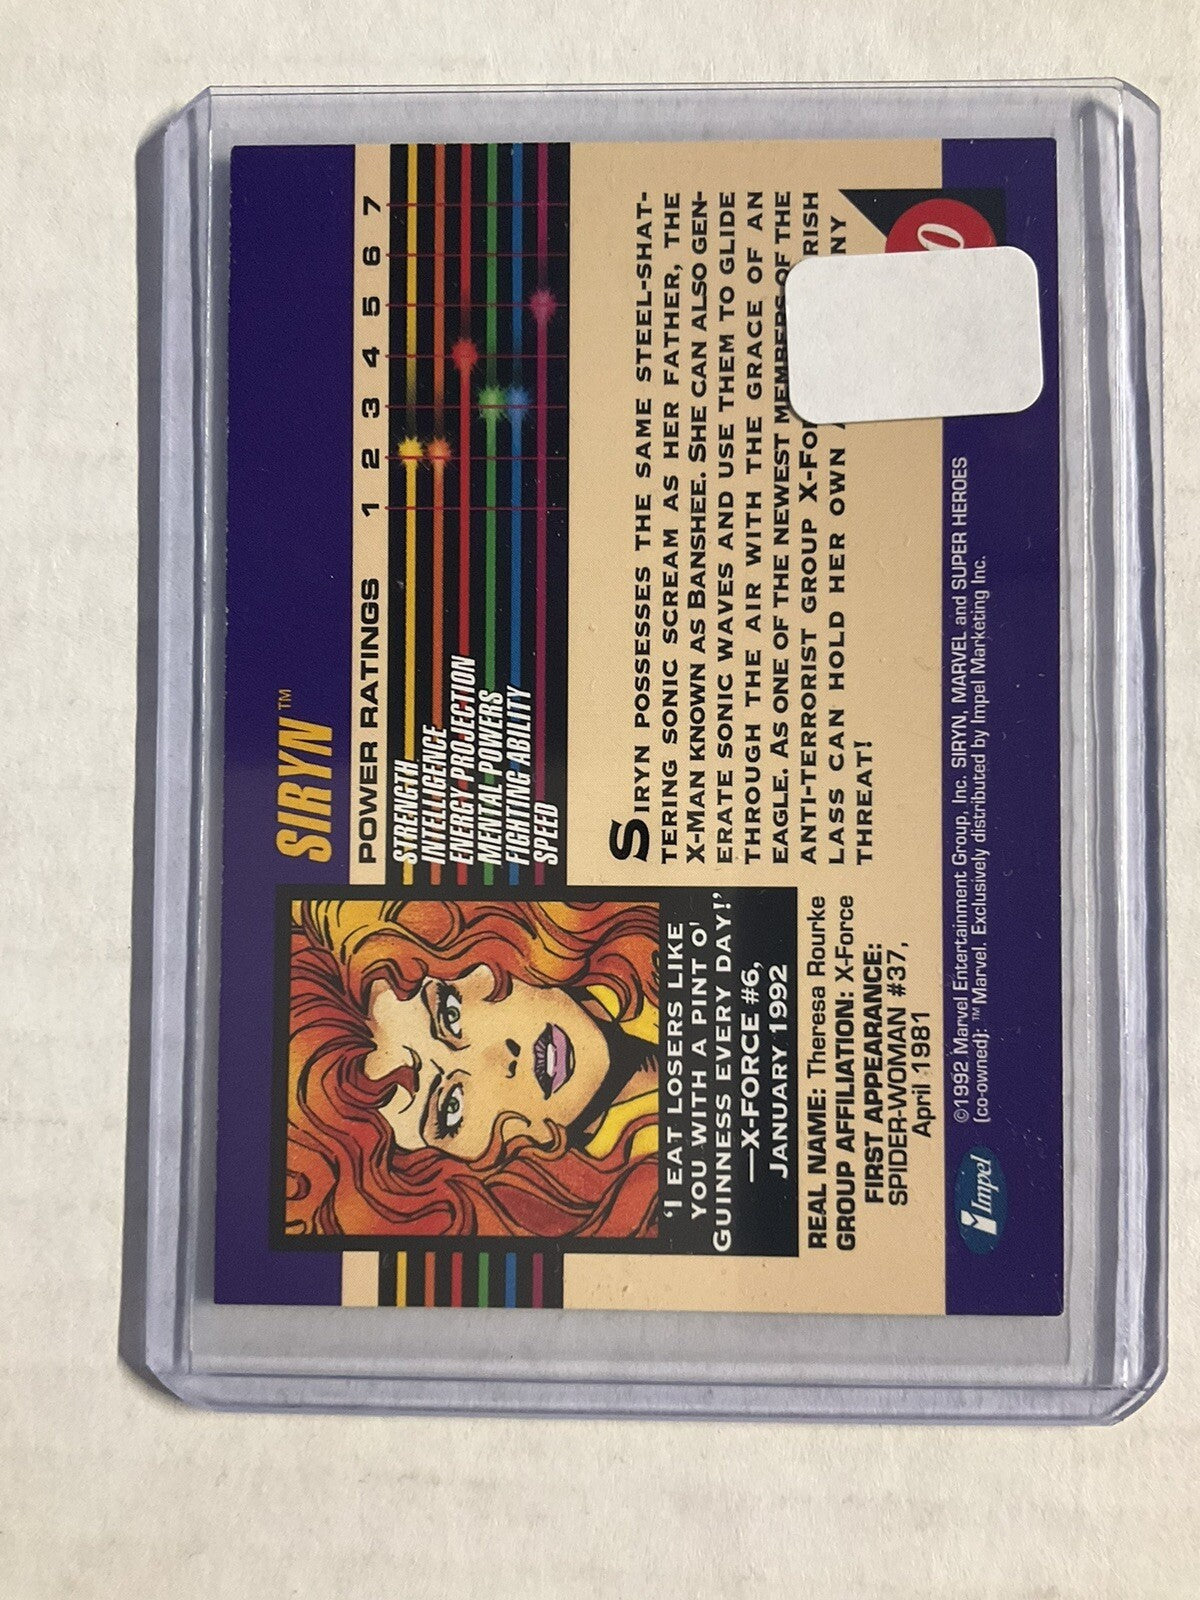 SIRYN™
POWER RATINGS 1 2 3 4 5 6 7
STRENGTH
INTELLIGENCE
ENERGY PROJECTION
MENTAL POWERS
FIGHTING ABILITY
SPEED
'I EAT LOSERS LIKE
YOU WITH A PINT O'
GUINNESS EVERY DAY!'
—X-FORCE #6,
JANUARY 1992
REAL NAME: Theresa Rourke
GROUP AFFILIATION: X-Force
FIRST APPEARANCE:
SPIDER-WOMAN #37,
April 1981
SIRYN POSSESSES THE SAME STEEL-SHAT-
TERING SONIC SCREAM AS HER FATHER, THE
X-MAN KNOWN AS BANSHEE. SHE CAN ALSO GEN-
ERATE SONIC WAVES AND USE THEM TO GLIDE
THROUGH THE AIR WITH THE GRACE OF AN
EAGLE. AS ONE OF THE NEWEST MEMBERS OF THE
ANTI-TERRORIST GROUP RISH
LASS CAN HOLD HER OWN NY
THREAT!
0
Impel
©1992 Marvel Entertainment Group, Inc. SIRYN, MARVEL and SUPER HEROES
(co-owned): ™ Marvel. Exclusively distributed by Impel Marketing Inc.